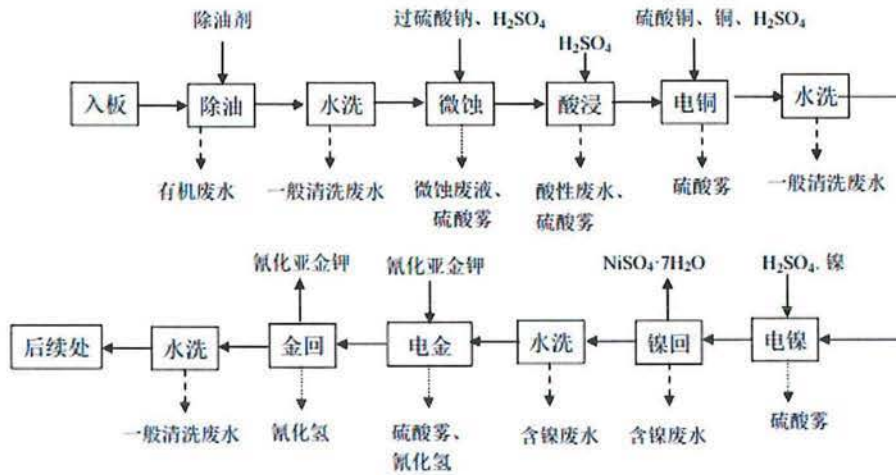 除油剂
过硫酸钠、H₂SO₄
H₂SO₄
硫酸铜、铜、H₂SO₄
入板
除油
水洗
微蚀
酸浸
电铜
水洗
有机废水
一般清洗废水
微蚀废液、
硫酸雾
酸性废水、
硫酸雾
硫酸雾
一般清洗废水
氰化亚金钾
氰化亚金钾
NiSO₄·7H₂O
H₂SO₄. 镍
后续处
水洗
金回
电金
水洗
镍回
电镍
一般清洗废水
氰化氢
硫酸雾、
氰化氢
含镍废水
含镍废水
硫酸雾